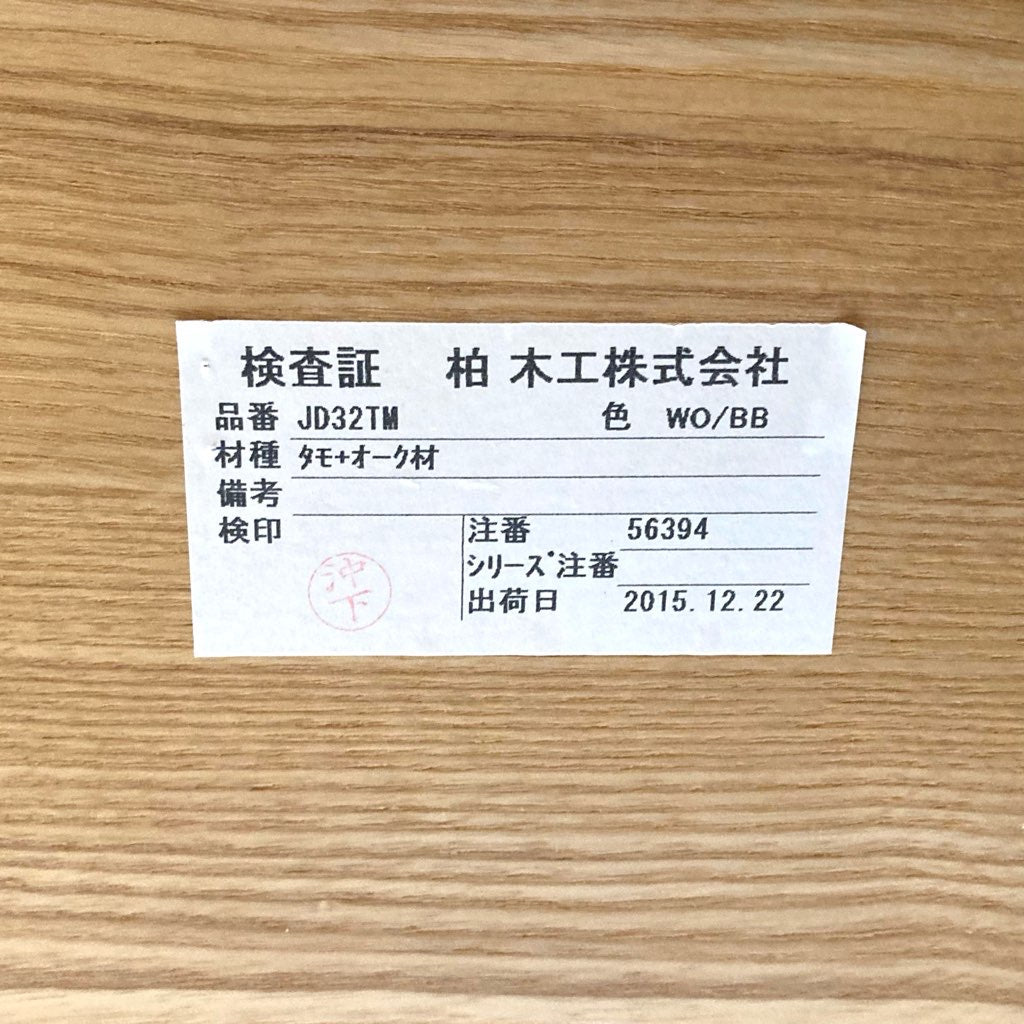 検査証 柏木工株式会社
品番 JD32TM 色 WO/BB
材種 ﾀﾓ+ｵｰｸ材
備考
検印
沖下
注番 56394
ｼﾘｰｽﾞ注番
出荷日 2015.12.22